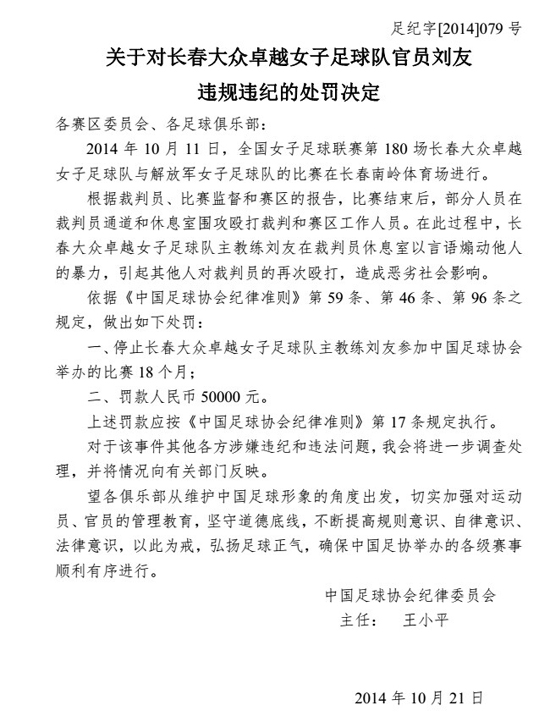 足纪字[2014]079 号
关于对长春大众卓越女子足球队官员刘友
违规违纪的处罚决定
各赛区委员会、各足球俱乐部：
2014 年 10 月 11 日，全国女子足球联赛第 180 场长春大众卓越
女子足球队与解放军女子足球队的比赛在长春南岭体育场进行。
根据裁判员、比赛监督和赛区的报告，比赛结束后，部分人员在
裁判员通道和休息室围攻殴打裁判和赛区工作人员。在此过程中，长
春大众卓越女子足球队主教练刘友在裁判员休息室以言语煽动他人
的暴力，引起其他人对裁判员的再次殴打，造成恶劣社会影响。
依据《中国足球协会纪律准则》第 59 条、第 46 条、第 96 条之
规定，做出如下处罚：
一、停止长春大众卓越女子足球队主教练刘友参加中国足球协会
举办的比赛 18 个月；
二、罚款人民币 50000 元。
上述罚款应按《中国足球协会纪律准则》第 17 条规定执行。
对于该事件其他各方涉嫌违纪和违法问题，我会将进一步调查处
理，并将情况向有关部门反映。
望各俱乐部从维护中国足球形象的角度出发，切实加强对运动
员、官员的管理教育，坚守道德底线，不断提高规则意识、自律意识、
法律意识，以此为戒，弘扬足球正气，确保中国足协举办的各级赛事
顺利有序进行。
中国足球协会纪律委员会
主任： 王小平
2014 年 10 月 21 日